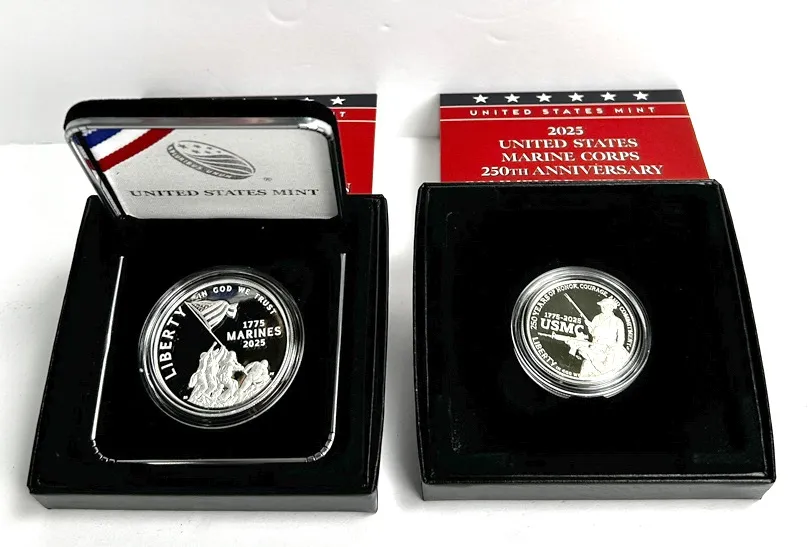 UNITED STATES MINT
2025
UNITED STATES
MARINE CORPS
250TH ANNIVERSARY
UNITED STATES MINT
IN GOD WE TRUST
LIBERTY
1775
MARINES
2025
250 YEARS OF HONOR, COURAGE AND COMMITMENT
1775-2025
USMC
LIBERTY